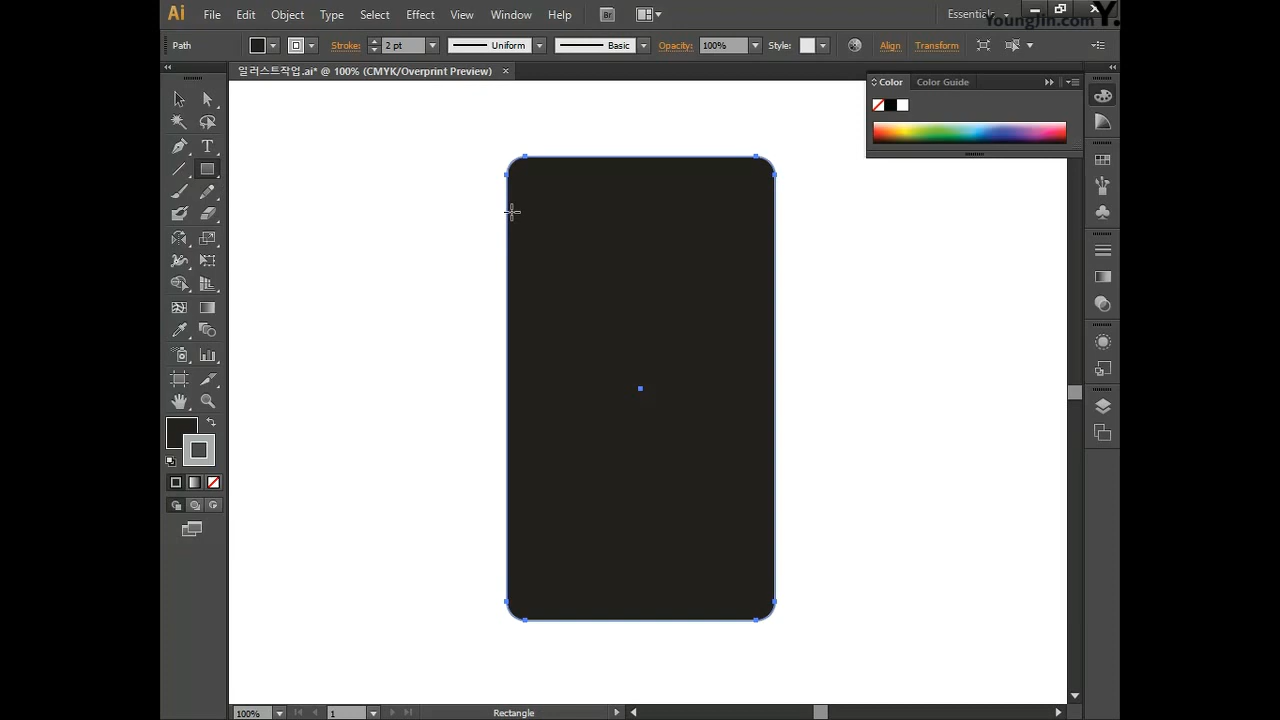 Ai File Edit Object Type Select Effect View Window Help Br Essentials
YoungJin.com Y.
Path Stroke: 2 pt Uniform Basic Opacity: 100% Style: Align Transform
일러스트작업.ai* @ 100% (CMYK/Overprint Preview) ×
Color Color Guide
100% 1 Rectangle